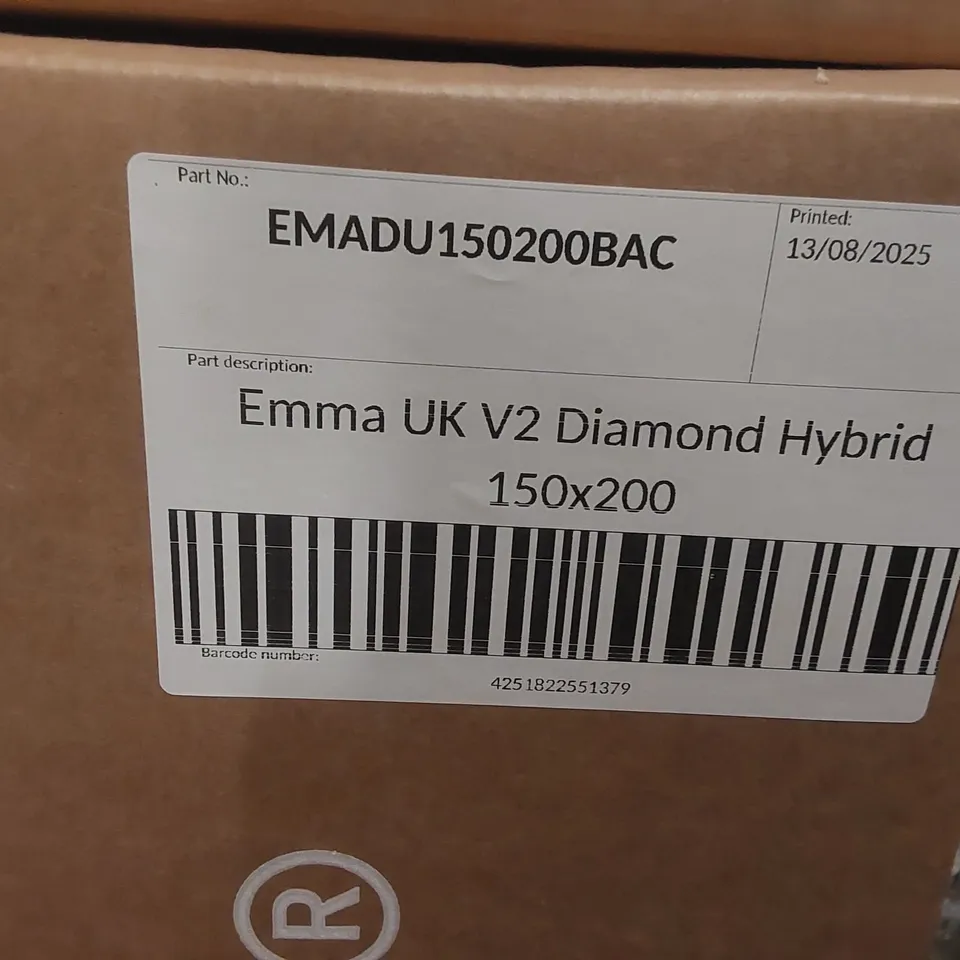 Part No.:
EMADU150200BAC
Printed:
13/08/2025
Part description:
Emma UK V2 Diamond Hybrid
150x200
Barcode number:
4251822551379
®